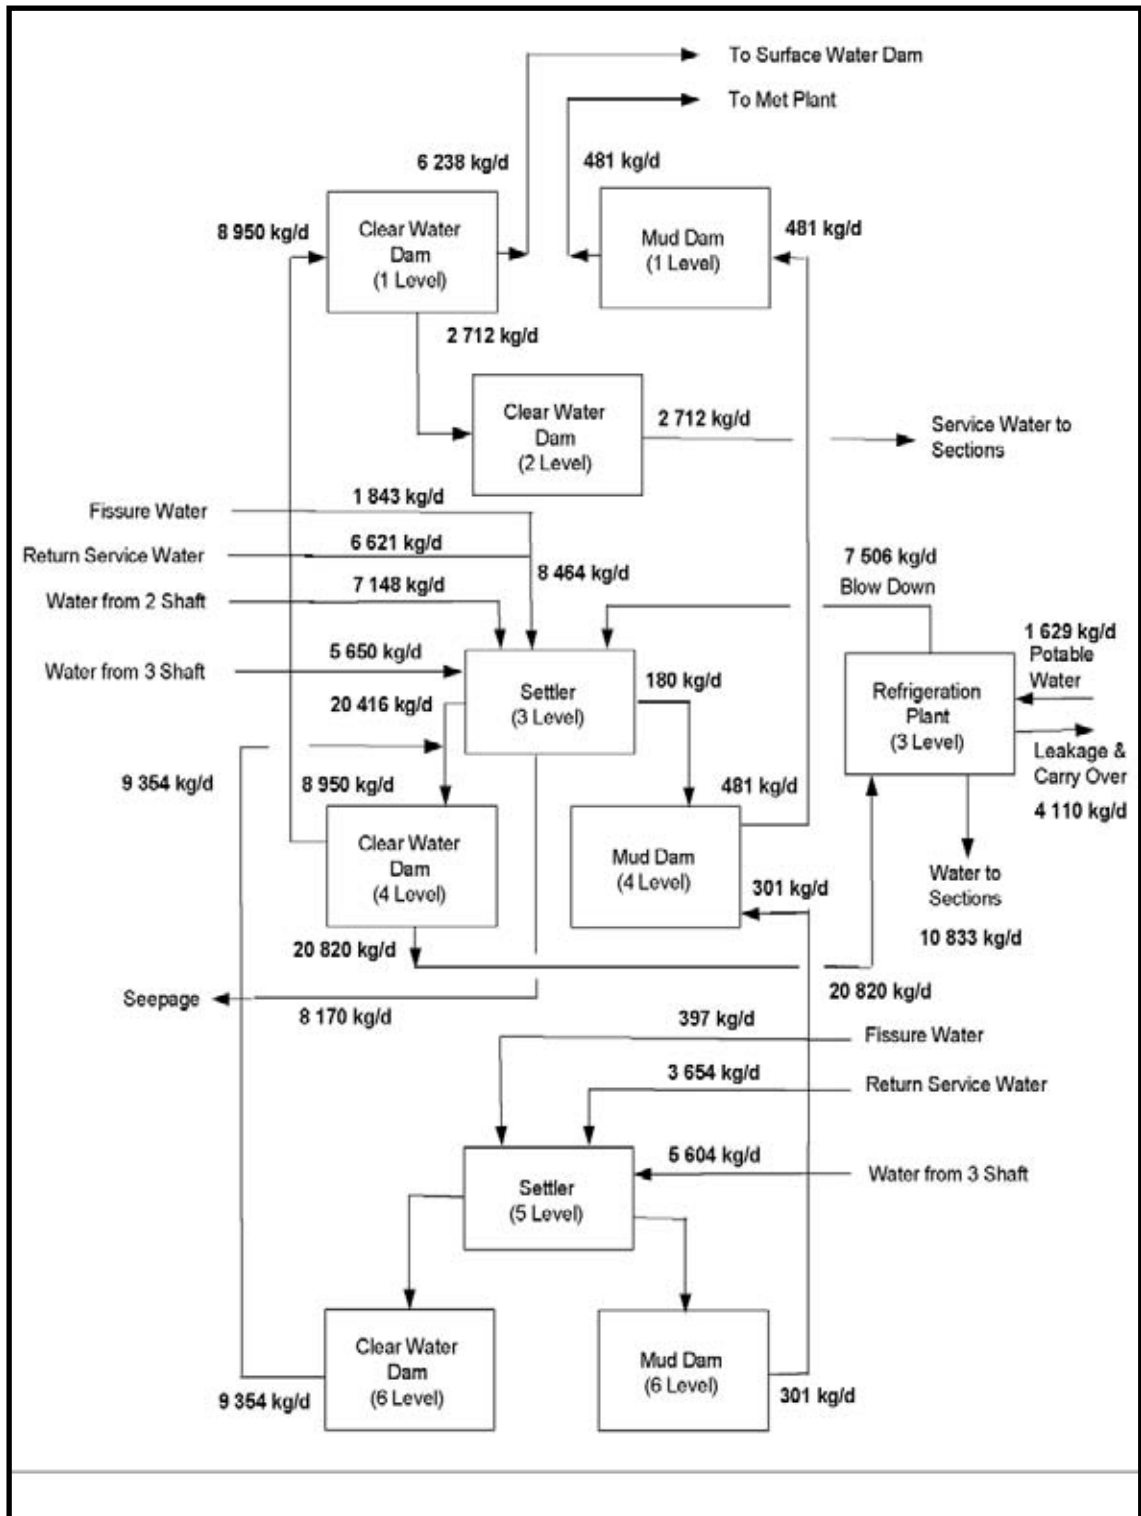 To Surface Water Dam
To Met Plant
6 238 kg/d
481 kg/d
8 950 kg/d
Clear Water
Dam
(1 Level)
Mud Dam
(1 Level)
481 kg/d
2 712 kg/d
Clear Water
Dam
(2 Level)
2 712 kg/d
Service Water to
Sections
Fissure Water
1 843 kg/d
Return Service Water
6 621 kg/d
8 464 kg/d
Water from 2 Shaft
7 148 kg/d
7 506 kg/d
Blow Down
Water from 3 Shaft
5 650 kg/d
Settler
(3 Level)
180 kg/d
20 416 kg/d
1 629 kg/d
Potable
Water
Refrigeration
Plant
(3 Level)
Leakage &
Carry Over
4 110 kg/d
9 354 kg/d
8 950 kg/d
481 kg/d
Clear Water
Dam
(4 Level)
Mud Dam
(4 Level)
301 kg/d
Water to
Sections
10 833 kg/d
20 820 kg/d
20 820 kg/d
Seepage
8 170 kg/d
397 kg/d
Fissure Water
3 654 kg/d
Return Service Water
5 604 kg/d
Water from 3 Shaft
Settler
(5 Level)
Clear Water
Dam
(6 Level)
Mud Dam
(6 Level)
9 354 kg/d
301 kg/d